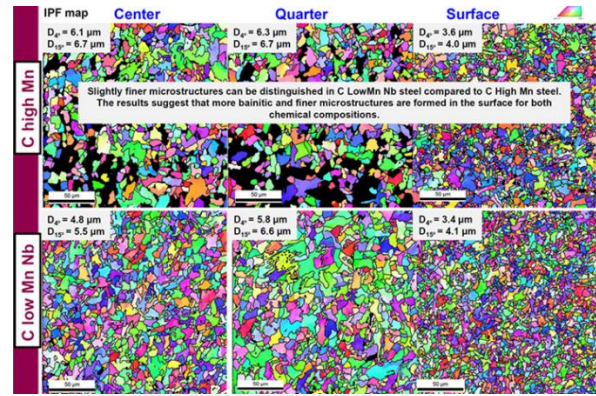 IPF map
Center
Quarter
Surface
C high Mn
D4° = 6.1 µm
D15° = 6.7 µm
D4° = 6.3 µm
D15° = 6.7 µm
D4° = 3.6 µm
D15° = 4.0 µm
Slightly finer microstructures can be distinguished in C LowMn Nb steel compared to C High Mn steel.
The results suggest that more bainitic and finer microstructures are formed in the surface for both
chemical compositions.
50 µm
50 µm
50 µm
C low Mn Nb
D4° = 4.8 µm
D15° = 5.5 µm
D4° = 5.8 µm
D15° = 6.6 µm
D4° = 3.4 µm
D15° = 4.1 µm
50 µm
50 µm
50 µm